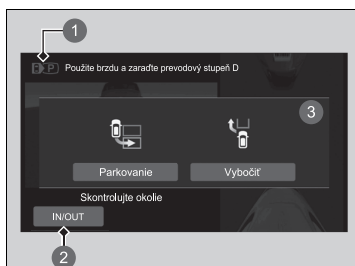 1
P Použite brzdu a zaraďte prevodový stupeň D
3
Parkovanie
Vybočiť
Skontrolujte okolie
IN/OUT
2